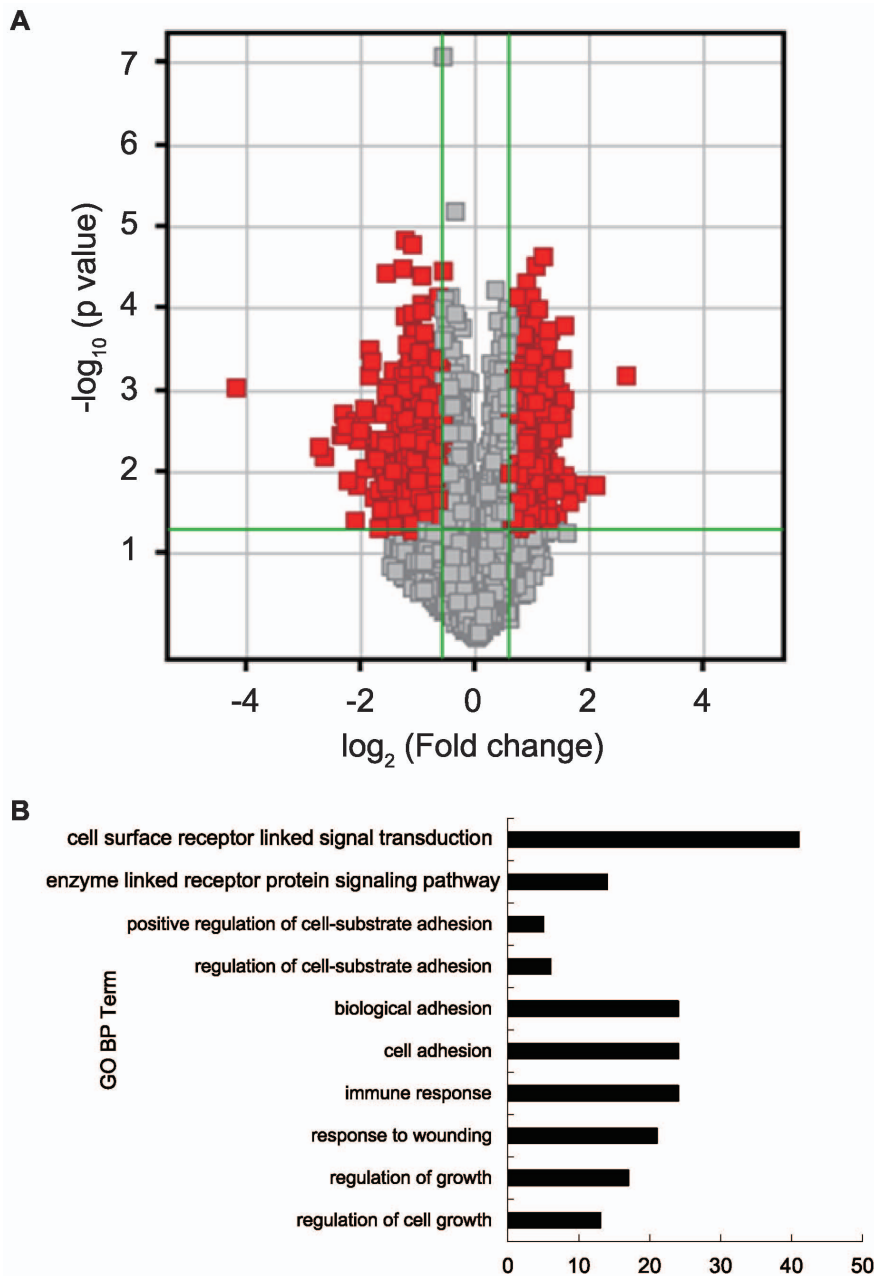 A
7
6
5
4
3
2
1
-log10 (p value)
-4 -2 0 2 4
log2 (Fold change)
B
cell surface receptor linked signal transduction
enzyme linked receptor protein signaling pathway
positive regulation of cell-substrate adhesion
regulation of cell-substrate adhesion
biological adhesion
cell adhesion
immune response
response to wounding
regulation of growth
regulation of cell growth
GO BP Term
0 10 20 30 40 50